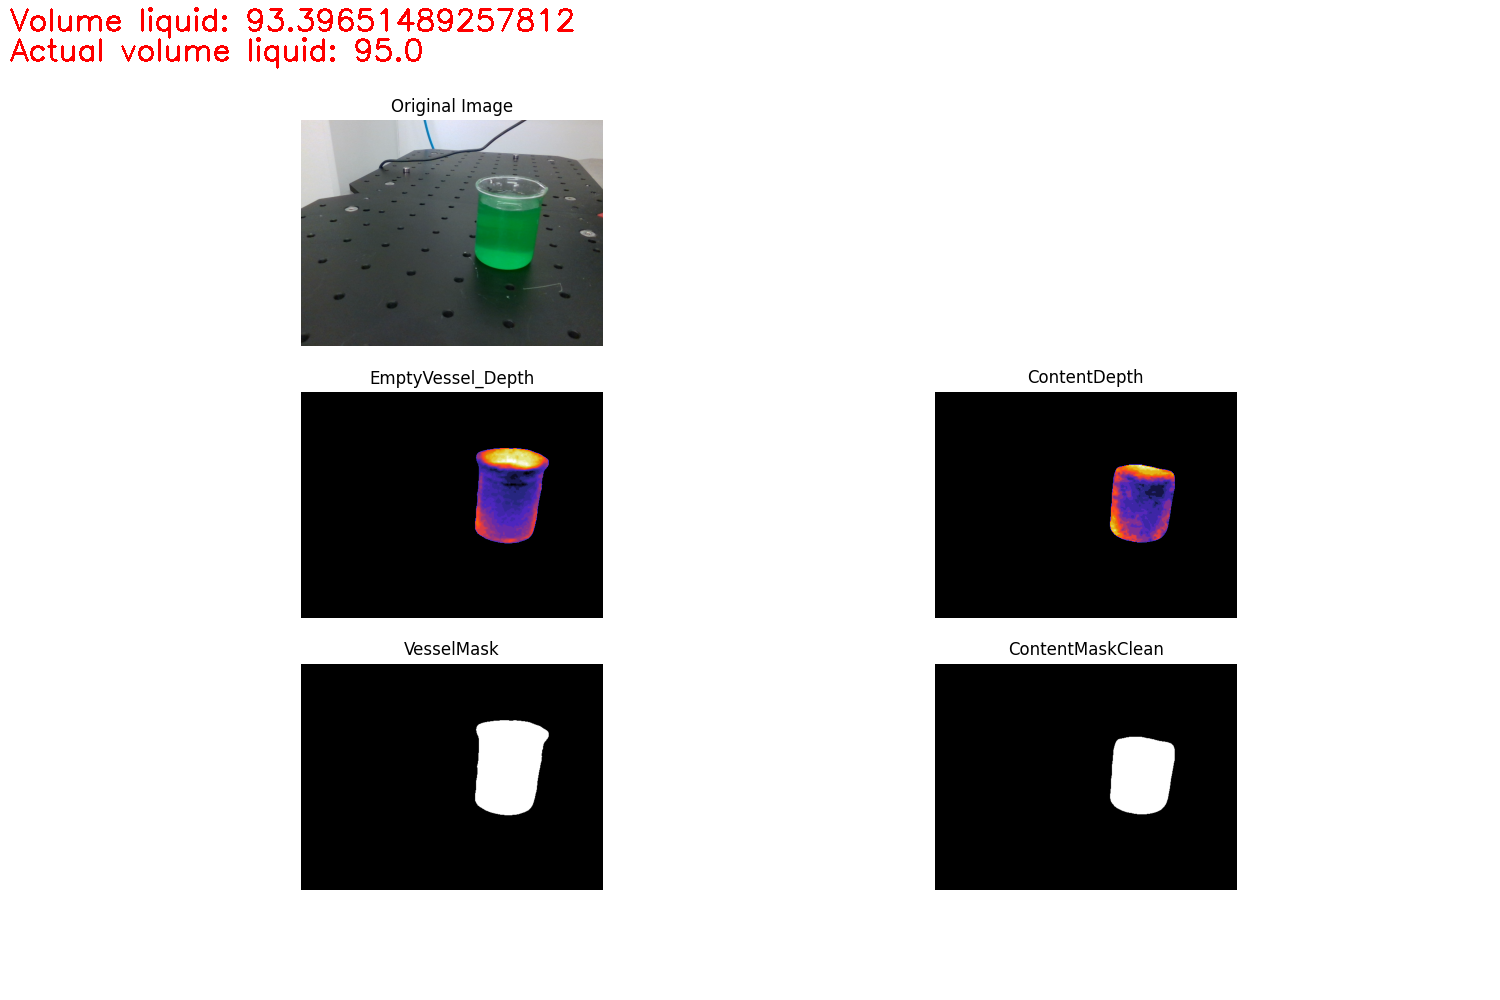 Volume liquid: 93.39651489257812
Actual volume liquid: 95.0
Original Image
EmptyVessel_Depth
ContentDepth
VesselMask
ContentMaskClean